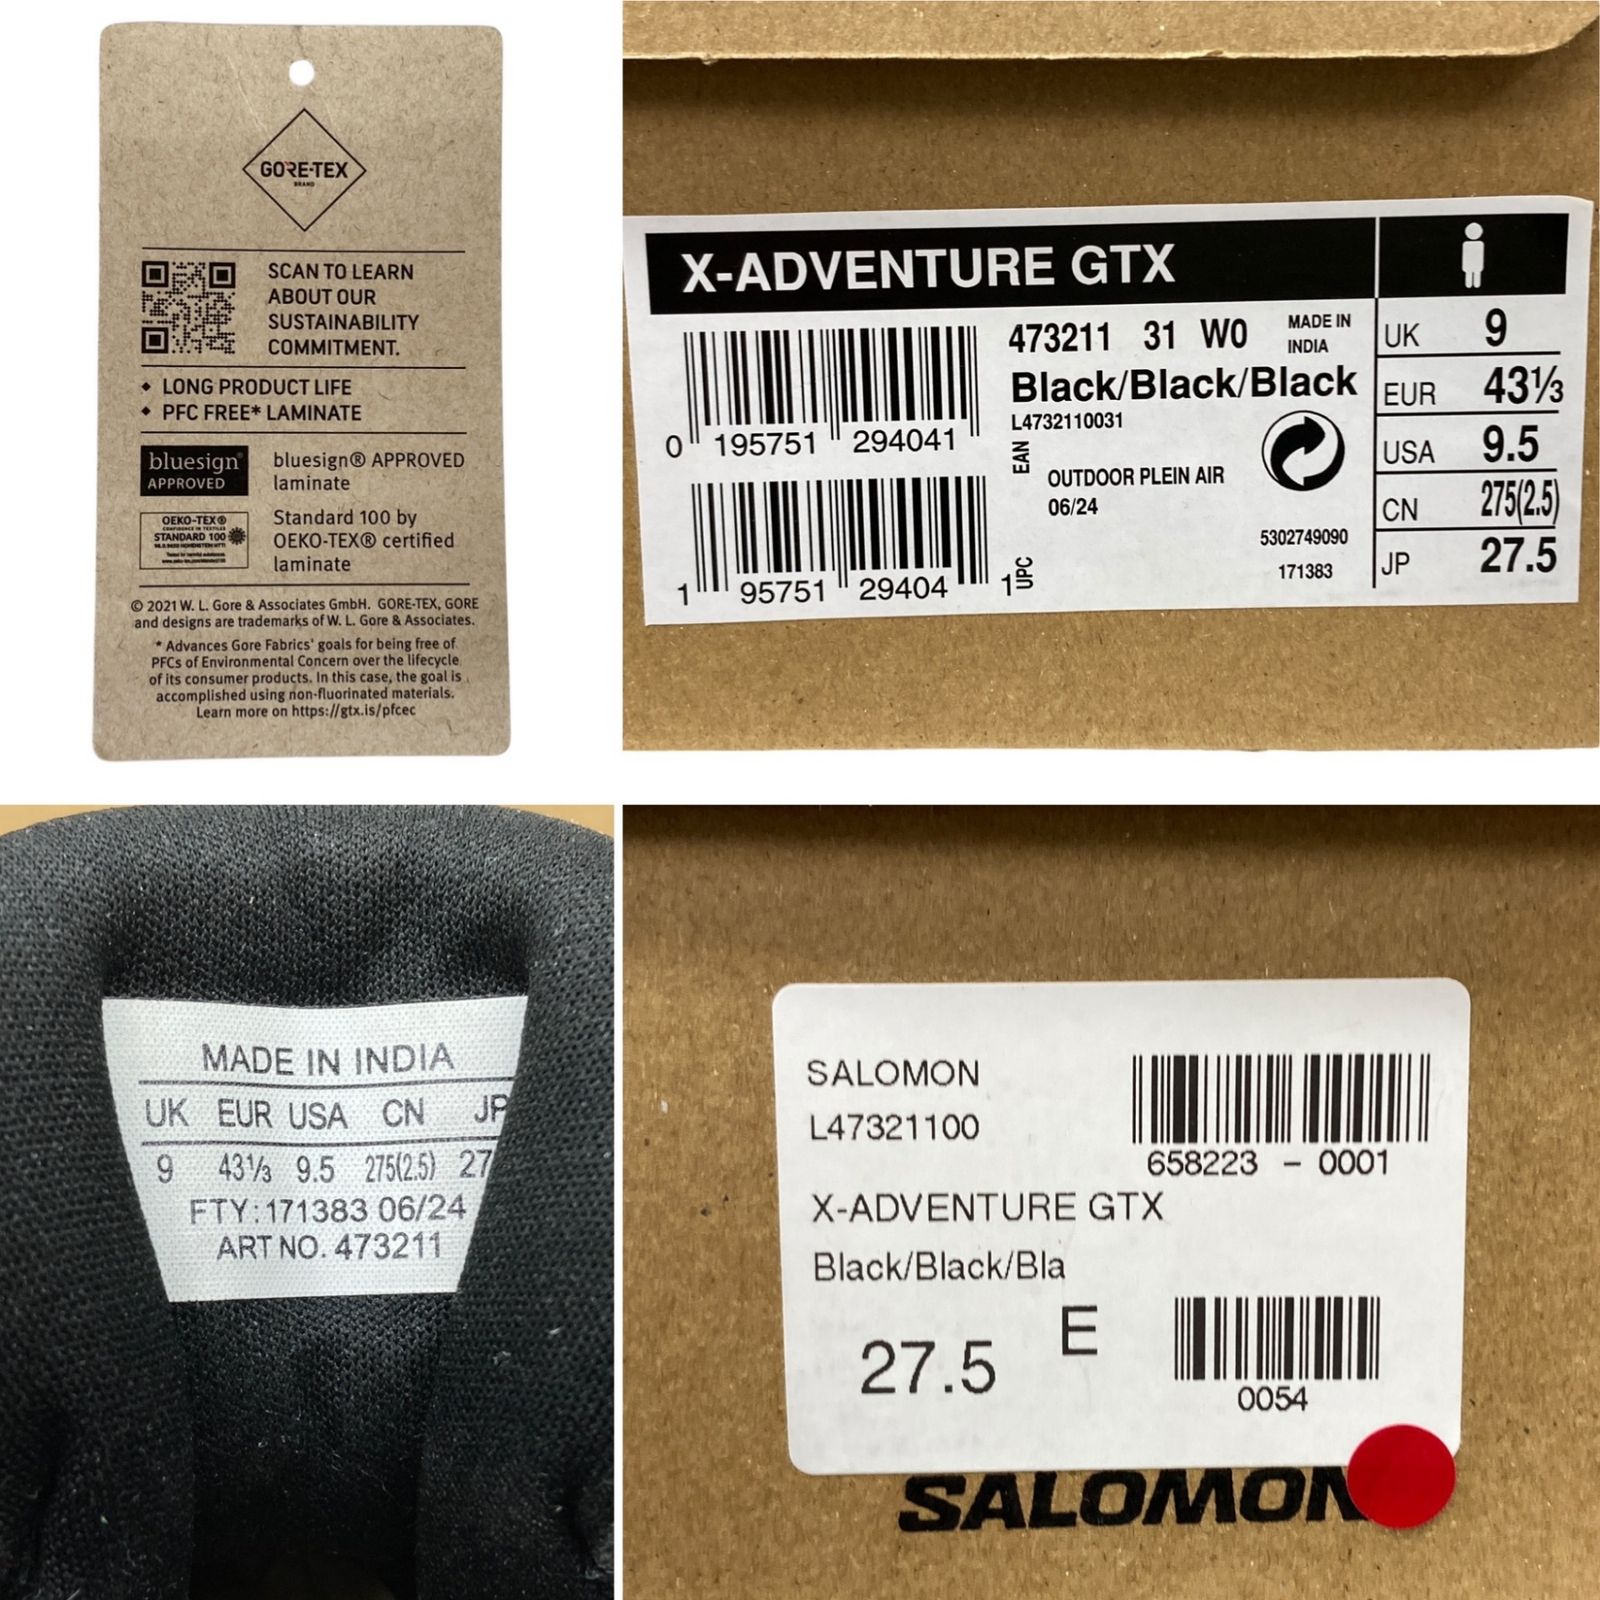 GORE-TEX
BRAND
SCAN TO LEARN
ABOUT OUR
SUSTAINABILITY
COMMITMENT.
◆ LONG PRODUCT LIFE
◆ PFC FREE* LAMINATE
bluesign®
APPROVED
bluesign® APPROVED
laminate
OEKO-TEX®
CONFIDENCE IN TEXTILES
STANDARD 100
Standard 100 by
OEKO-TEX® certified
laminate
© 2021 W. L. Gore & Associates GmbH. GORE-TEX, GORE
and designs are trademarks of W. L. Gore & Associates.
* Advances Gore Fabrics' goals for being free of
PFCs of Environmental Concern over the lifecycle
of its consumer products. In this case, the goal is
accomplished using non-fluorinated materials.
Learn more on https://gtx.is/pfcec
X-ADVENTURE GTX
0 195751 294041
EAN
1 95751 29404 1
UPC
473211 31 W0
MADE IN
INDIA
Black/Black/Black
L4732110031
OUTDOOR PLEIN AIR
06/24
5302749090
171383
UK 9
EUR 43⅓
USA 9.5
CN 275(2.5)
JP 27.5
MADE IN INDIA
UK EUR USA CN JP
9 43⅓ 9.5 275(2.5) 27
FTY:171383 06/24
ART NO. 473211
SALOMON
L47321100
658223 - 0001
X-ADVENTURE GTX
Black/Black/Bla
27.5 E
0054
SALOMON